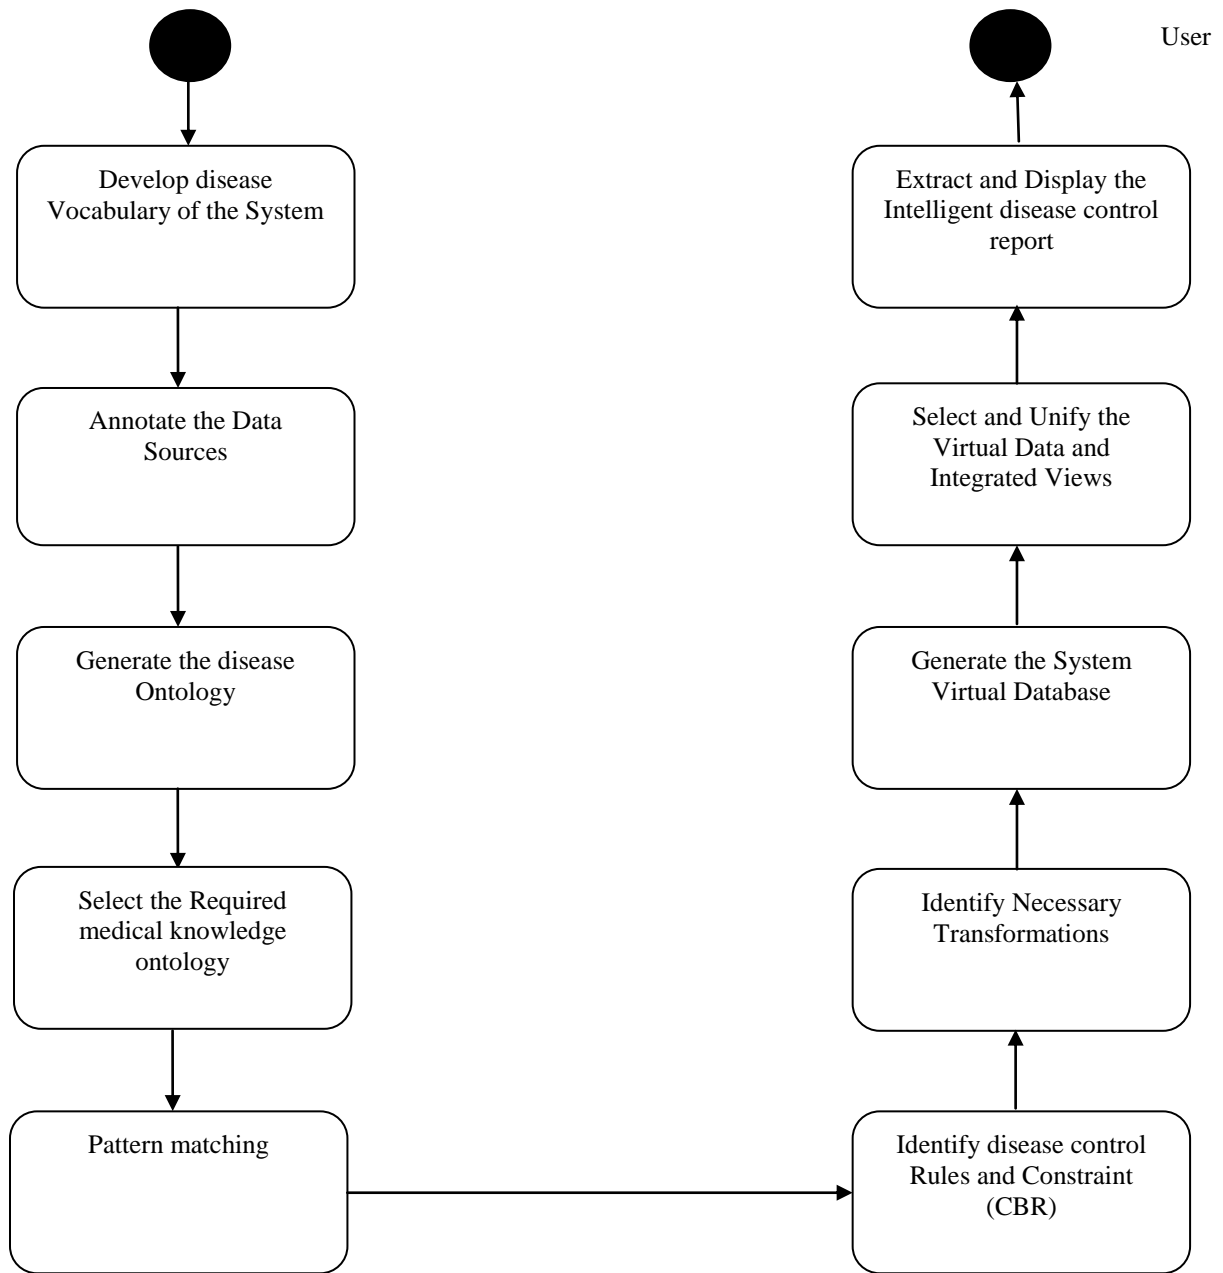 User
Develop disease
Vocabulary of the System
Annotate the Data
Sources
Generate the disease
Ontology
Select the Required
medical knowledge
ontology
Pattern matching
Identify disease control
Rules and Constraint
(CBR)
Identify Necessary
Transformations
Generate the System
Virtual Database
Select and Unify the
Virtual Data and
Integrated Views
Extract and Display the
Intelligent disease control
report